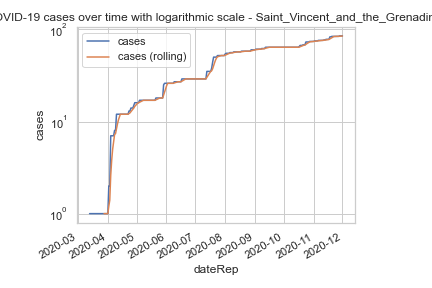 OVID-19 cases over time with logarithmic scale - Saint_Vincent_and_the_Grenadin
cases
cases (rolling)
10²
10¹
10⁰
cases
2020-03
2020-04
2020-05
2020-06
2020-07
2020-08
2020-09
2020-10
2020-11
2020-12
dateRep